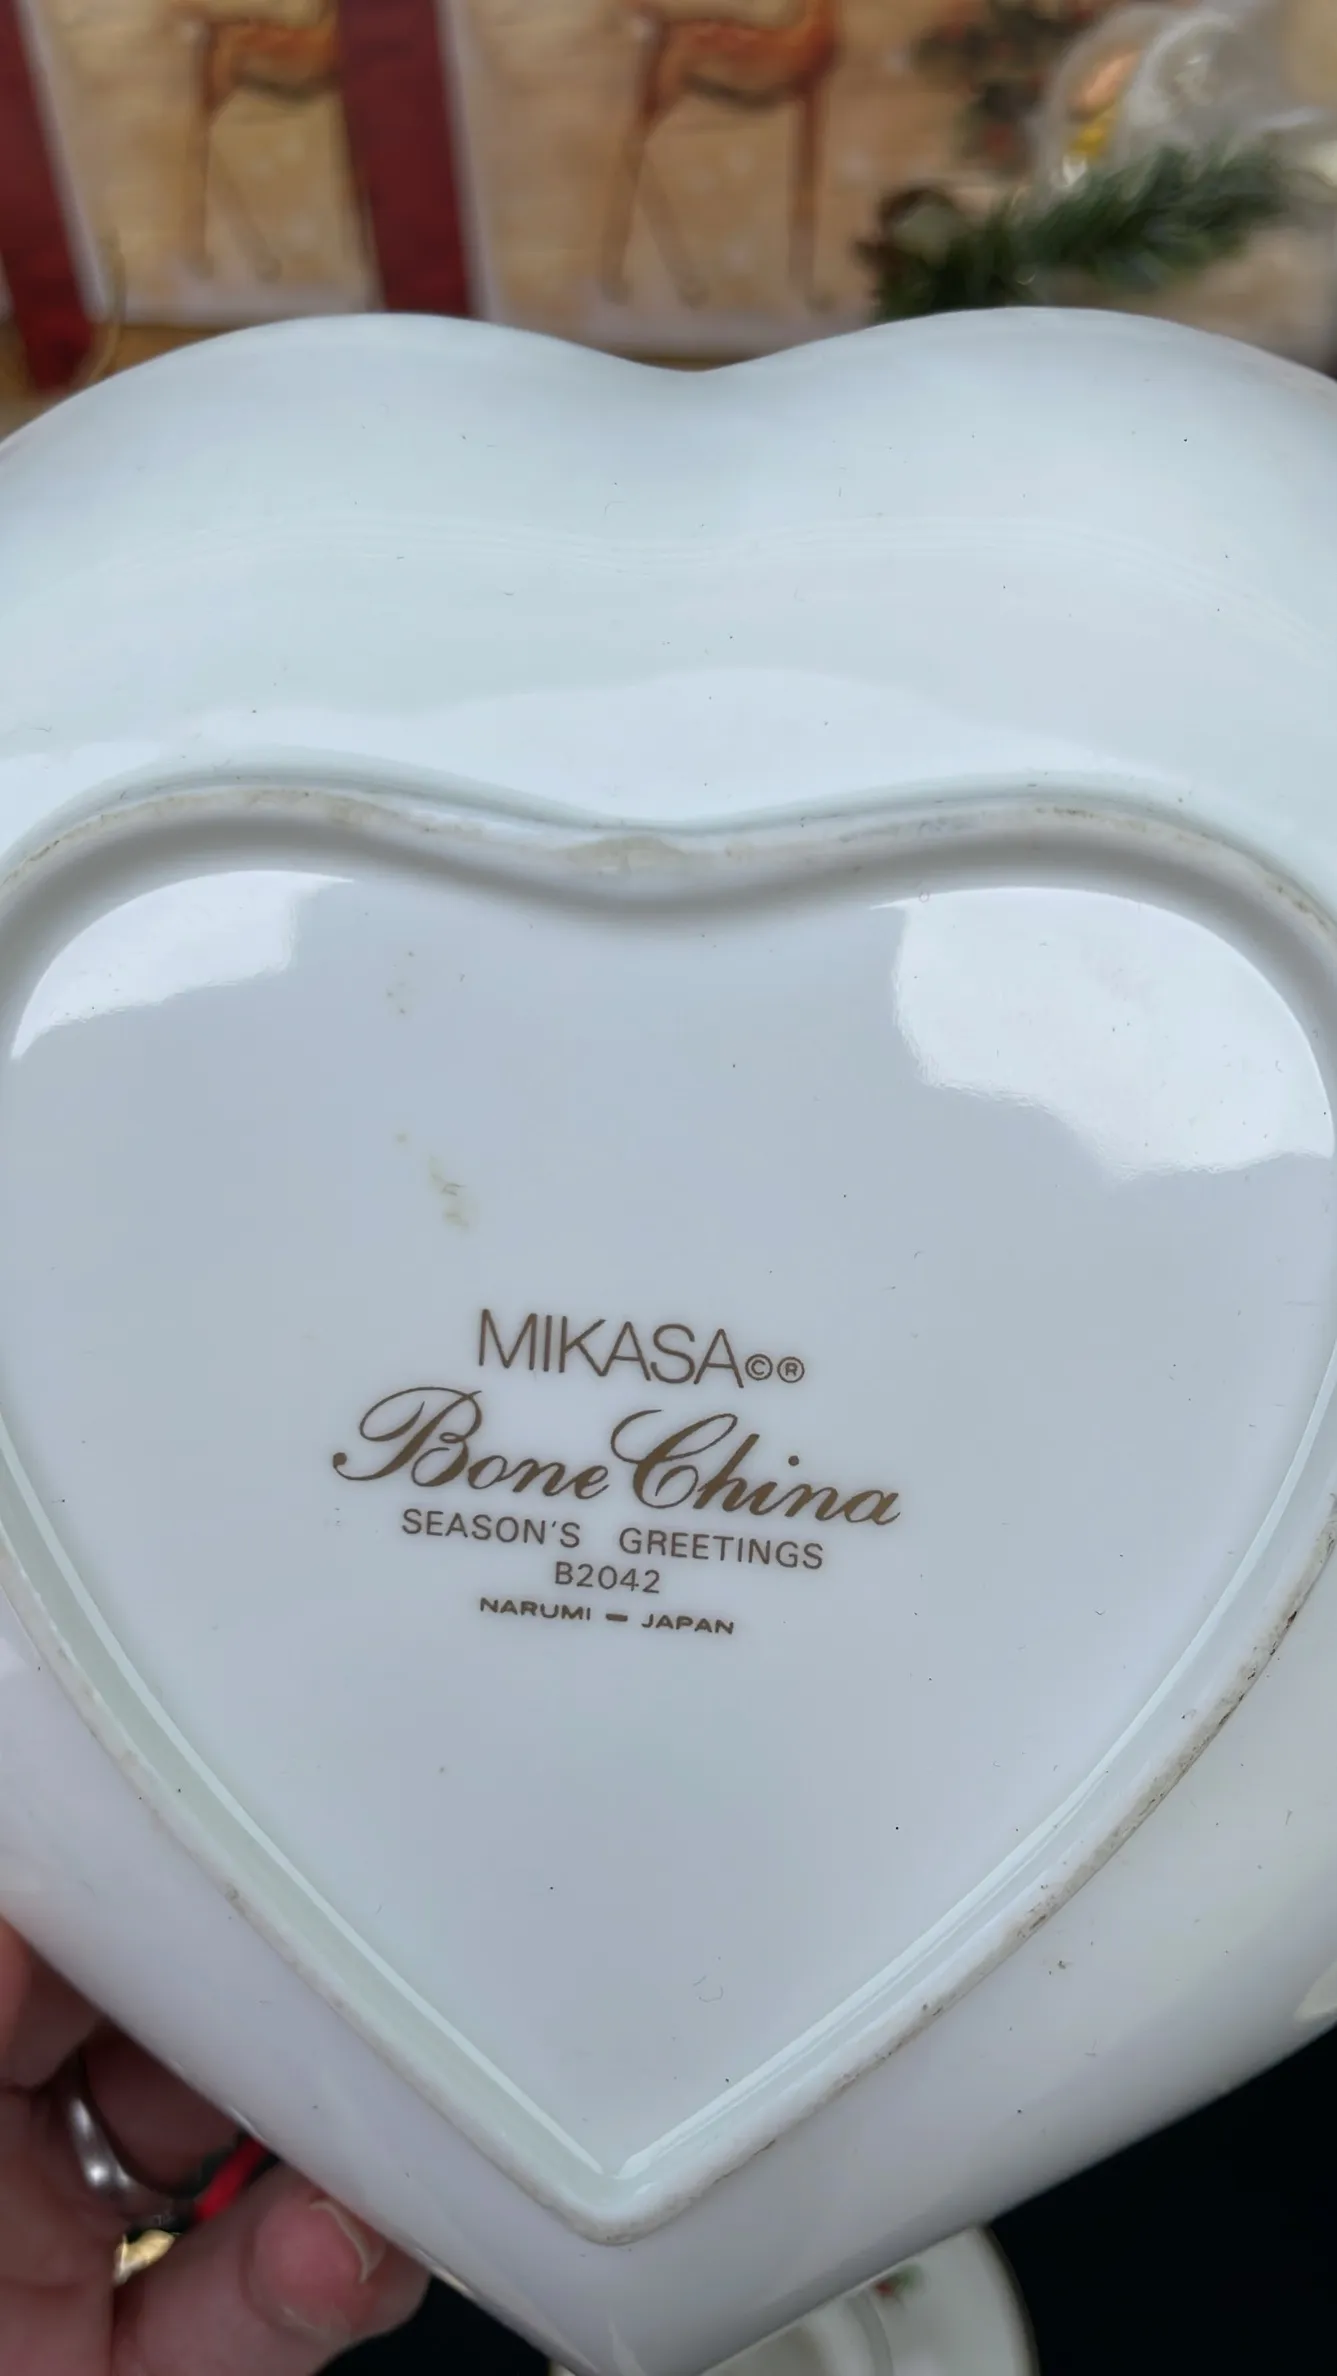 MIKASA©®
Bone China
SEASON'S GREETINGS
B2042
NARUMI – JAPAN